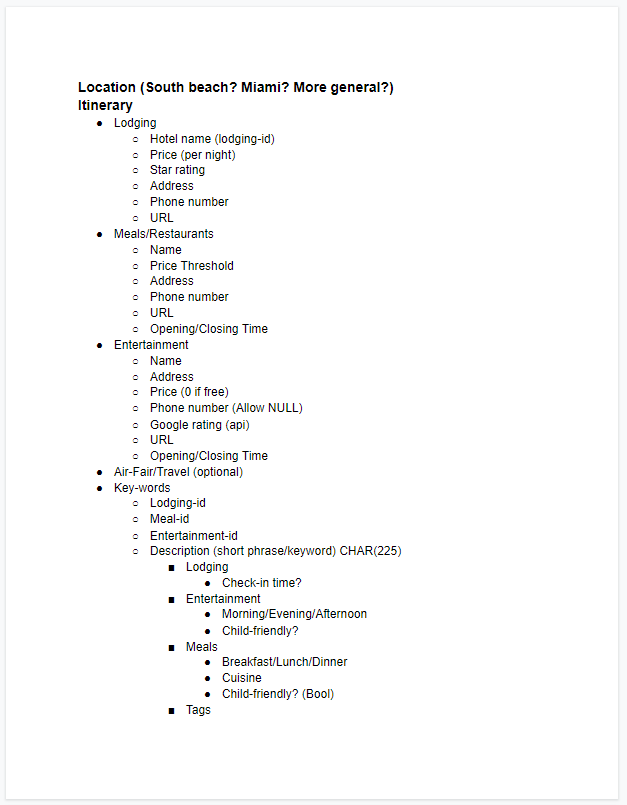 Location (South beach? Miami? More general?)
Itinerary
● Lodging
○ Hotel name (lodging-id)
○ Price (per night)
○ Star rating
○ Address
○ Phone number
○ URL
● Meals/Restaurants
○ Name
○ Price Threshold
○ Address
○ Phone number
○ URL
○ Opening/Closing Time
● Entertainment
○ Name
○ Address
○ Price (0 if free)
○ Phone number (Allow NULL)
○ Google rating (api)
○ URL
○ Opening/Closing Time
● Air-Fair/Travel (optional)
● Key-words
○ Lodging-id
○ Meal-id
○ Entertainment-id
○ Description (short phrase/keyword) CHAR(225)
■ Lodging
● Check-in time?
■ Entertainment
● Morning/Evening/Afternoon
● Child-friendly?
■ Meals
● Breakfast/Lunch/Dinner
● Cuisine
● Child-friendly? (Bool)
■ Tags